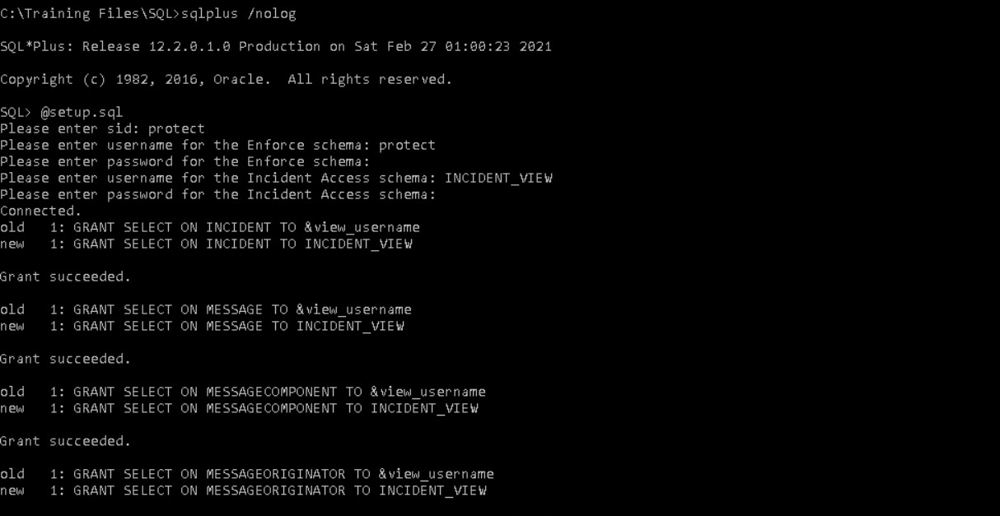 C:\Training Files\SQL>sqlplus /nolog
SQL*Plus: Release 12.2.0.1.0 Production on Sat Feb 27 01:00:23 2021
Copyright (c) 1982, 2016, Oracle.  All rights reserved.
SQL> @setup.sql
Please enter sid: protect
Please enter username for the Enforce schema: protect
Please enter password for the Enforce schema:
Please enter username for the Incident Access schema: INCIDENT_VIEW
Please enter password for the Incident Access schema:
Connected.
old   1: GRANT SELECT ON INCIDENT TO &view_username
new   1: GRANT SELECT ON INCIDENT TO INCIDENT_VIEW
Grant succeeded.
old   1: GRANT SELECT ON MESSAGE TO &view_username
new   1: GRANT SELECT ON MESSAGE TO INCIDENT_VIEW
Grant succeeded.
old   1: GRANT SELECT ON MESSAGECOMPONENT TO &view_username
new   1: GRANT SELECT ON MESSAGECOMPONENT TO INCIDENT_VIEW
Grant succeeded.
old   1: GRANT SELECT ON MESSAGEORIGINATOR TO &view_username
new   1: GRANT SELECT ON MESSAGEORIGINATOR TO INCIDENT_VIEW